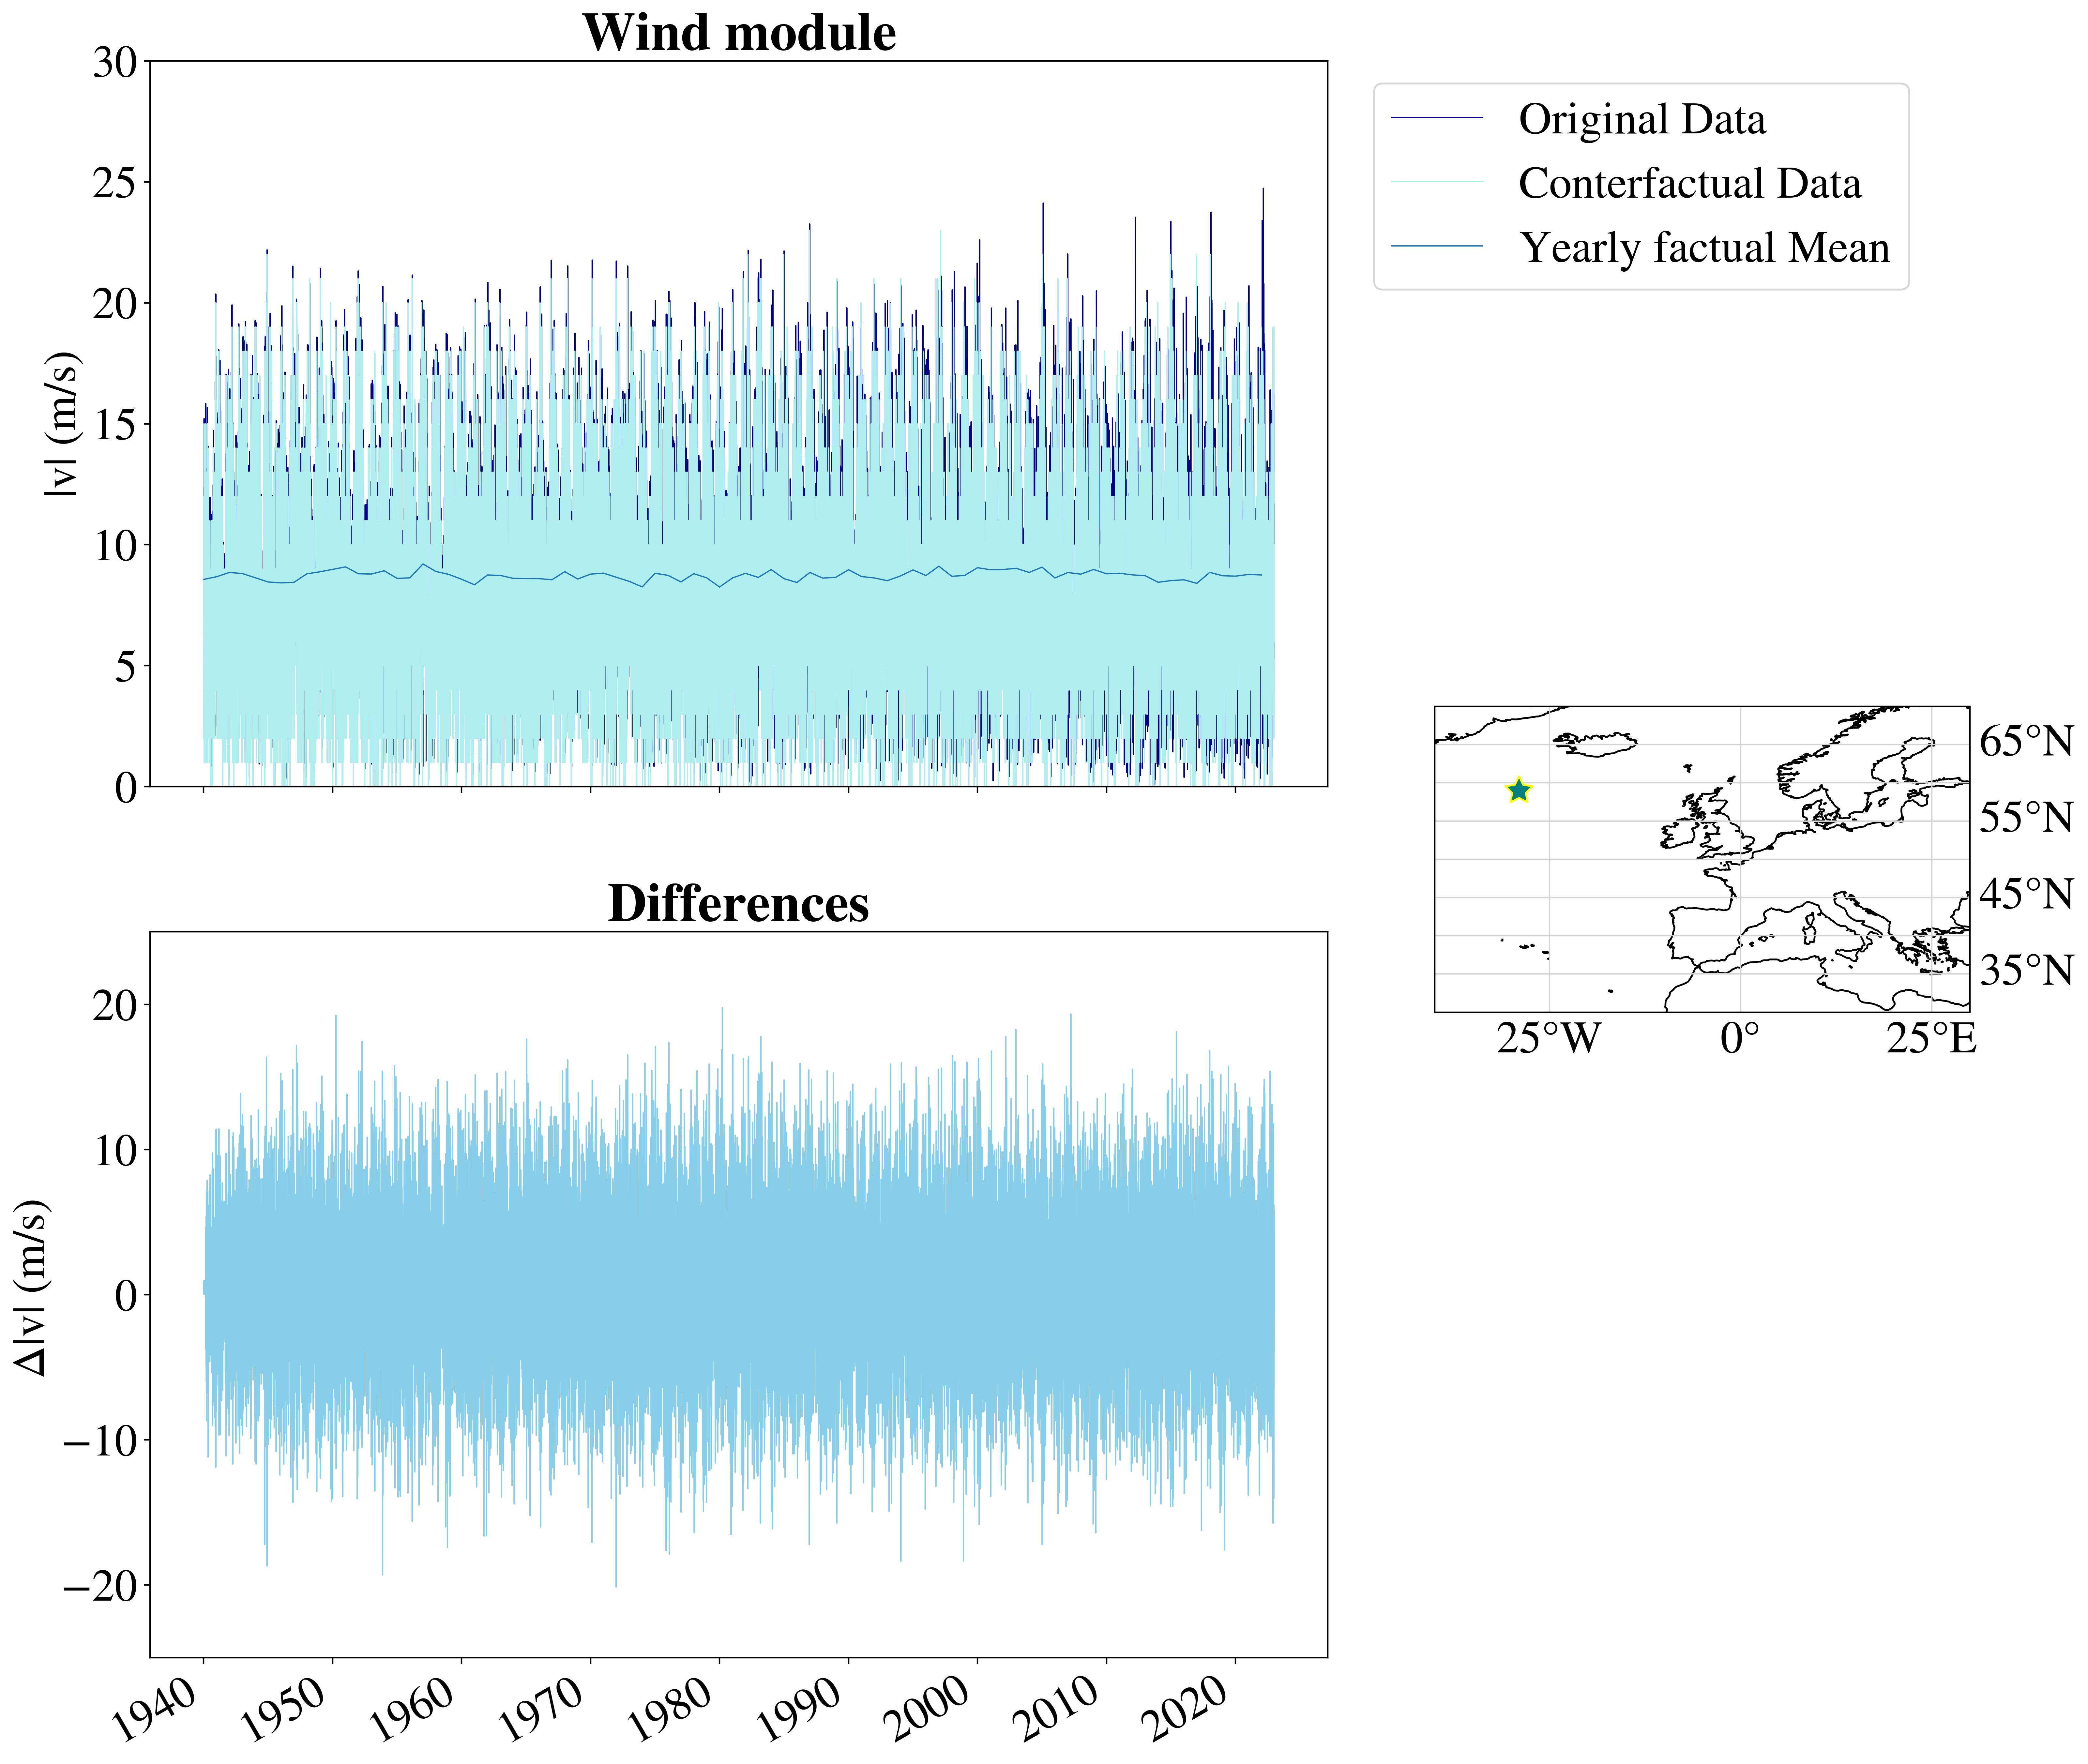 Wind module
30
25
20
15
10
5
0
|v| (m/s)
Original Data
Conterfactual Data
Yearly factual Mean
65°N
55°N
45°N
35°N
25°W 0° 25°E
Differences
20
10
0
−10
−20
Δ|v| (m/s)
1940 1950 1960 1970 1980 1990 2000 2010 2020